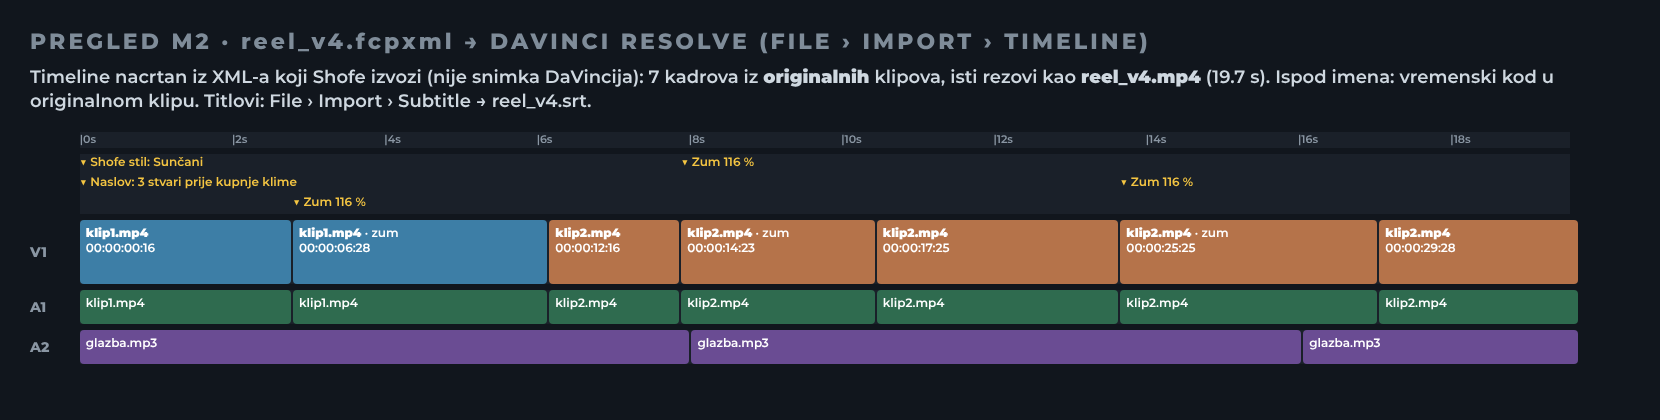 PREGLED M2 · reel_v4.fcpxml → DAVINCI RESOLVE (FILE › IMPORT › TIMELINE)
Timeline nacrtan iz XML-a koji Shofe izvozi (nije snimka DaVincija): 7 kadrova iz originalnih klipova, isti rezovi kao reel_v4.mp4 (19.7 s). Ispod imena: vremenski kod u
originalnom klipu. Titlovi: File › Import › Subtitle → reel_v4.srt.
|0s |2s |4s |6s |8s |10s |12s |14s |16s |18s
▾ Shofe stil: Sunčani ▾ Zum 116 %
▾ Naslov: 3 stvari prije kupnje klime ▾ Zum 116 %
▾ Zum 116 %
klip1.mp4 klip1.mp4 · zum klip2.mp4 klip2.mp4 · zum klip2.mp4 klip2.mp4 · zum klip2.mp4
00:00:00:16 00:00:06:28 00:00:12:16 00:00:14:23 00:00:17:25 00:00:25:25 00:00:29:28
V1
A1 klip1.mp4 klip1.mp4 klip2.mp4 klip2.mp4 klip2.mp4 klip2.mp4 klip2.mp4
A2 glazba.mp3 glazba.mp3 glazba.mp3